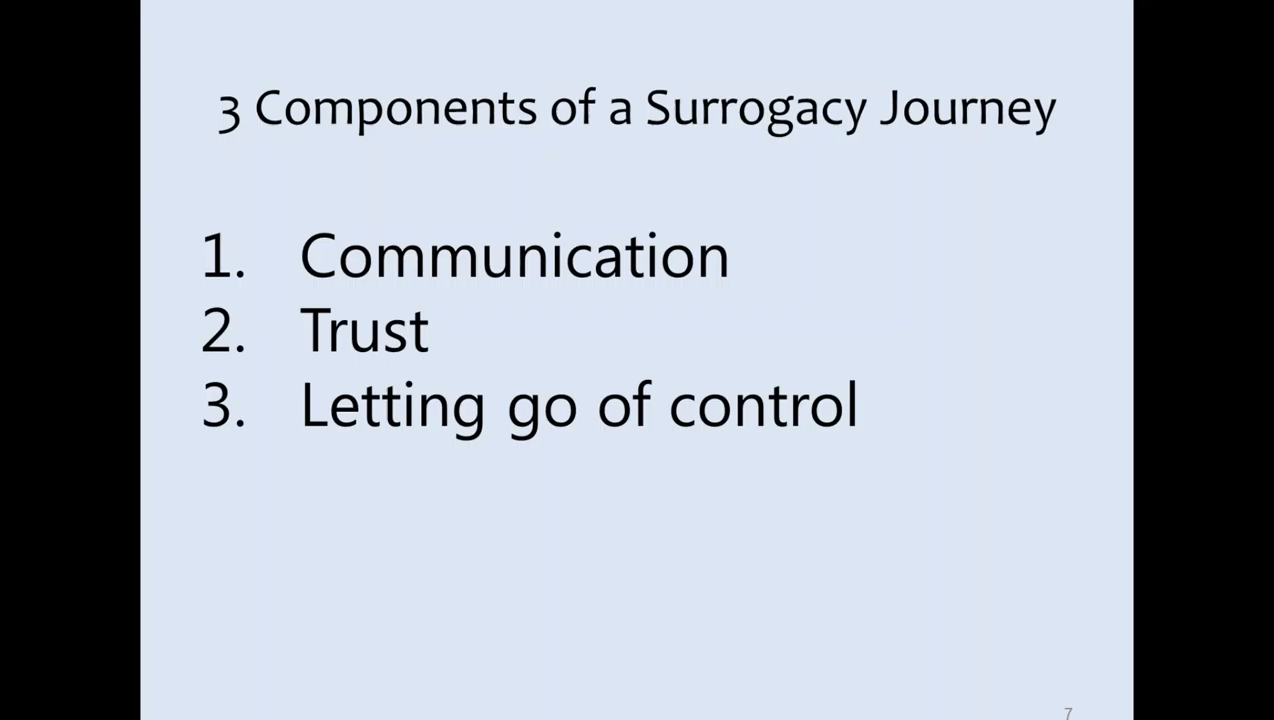 3 Components of a Surrogacy Journey
1. Communication
2. Trust
3. Letting go of control
7